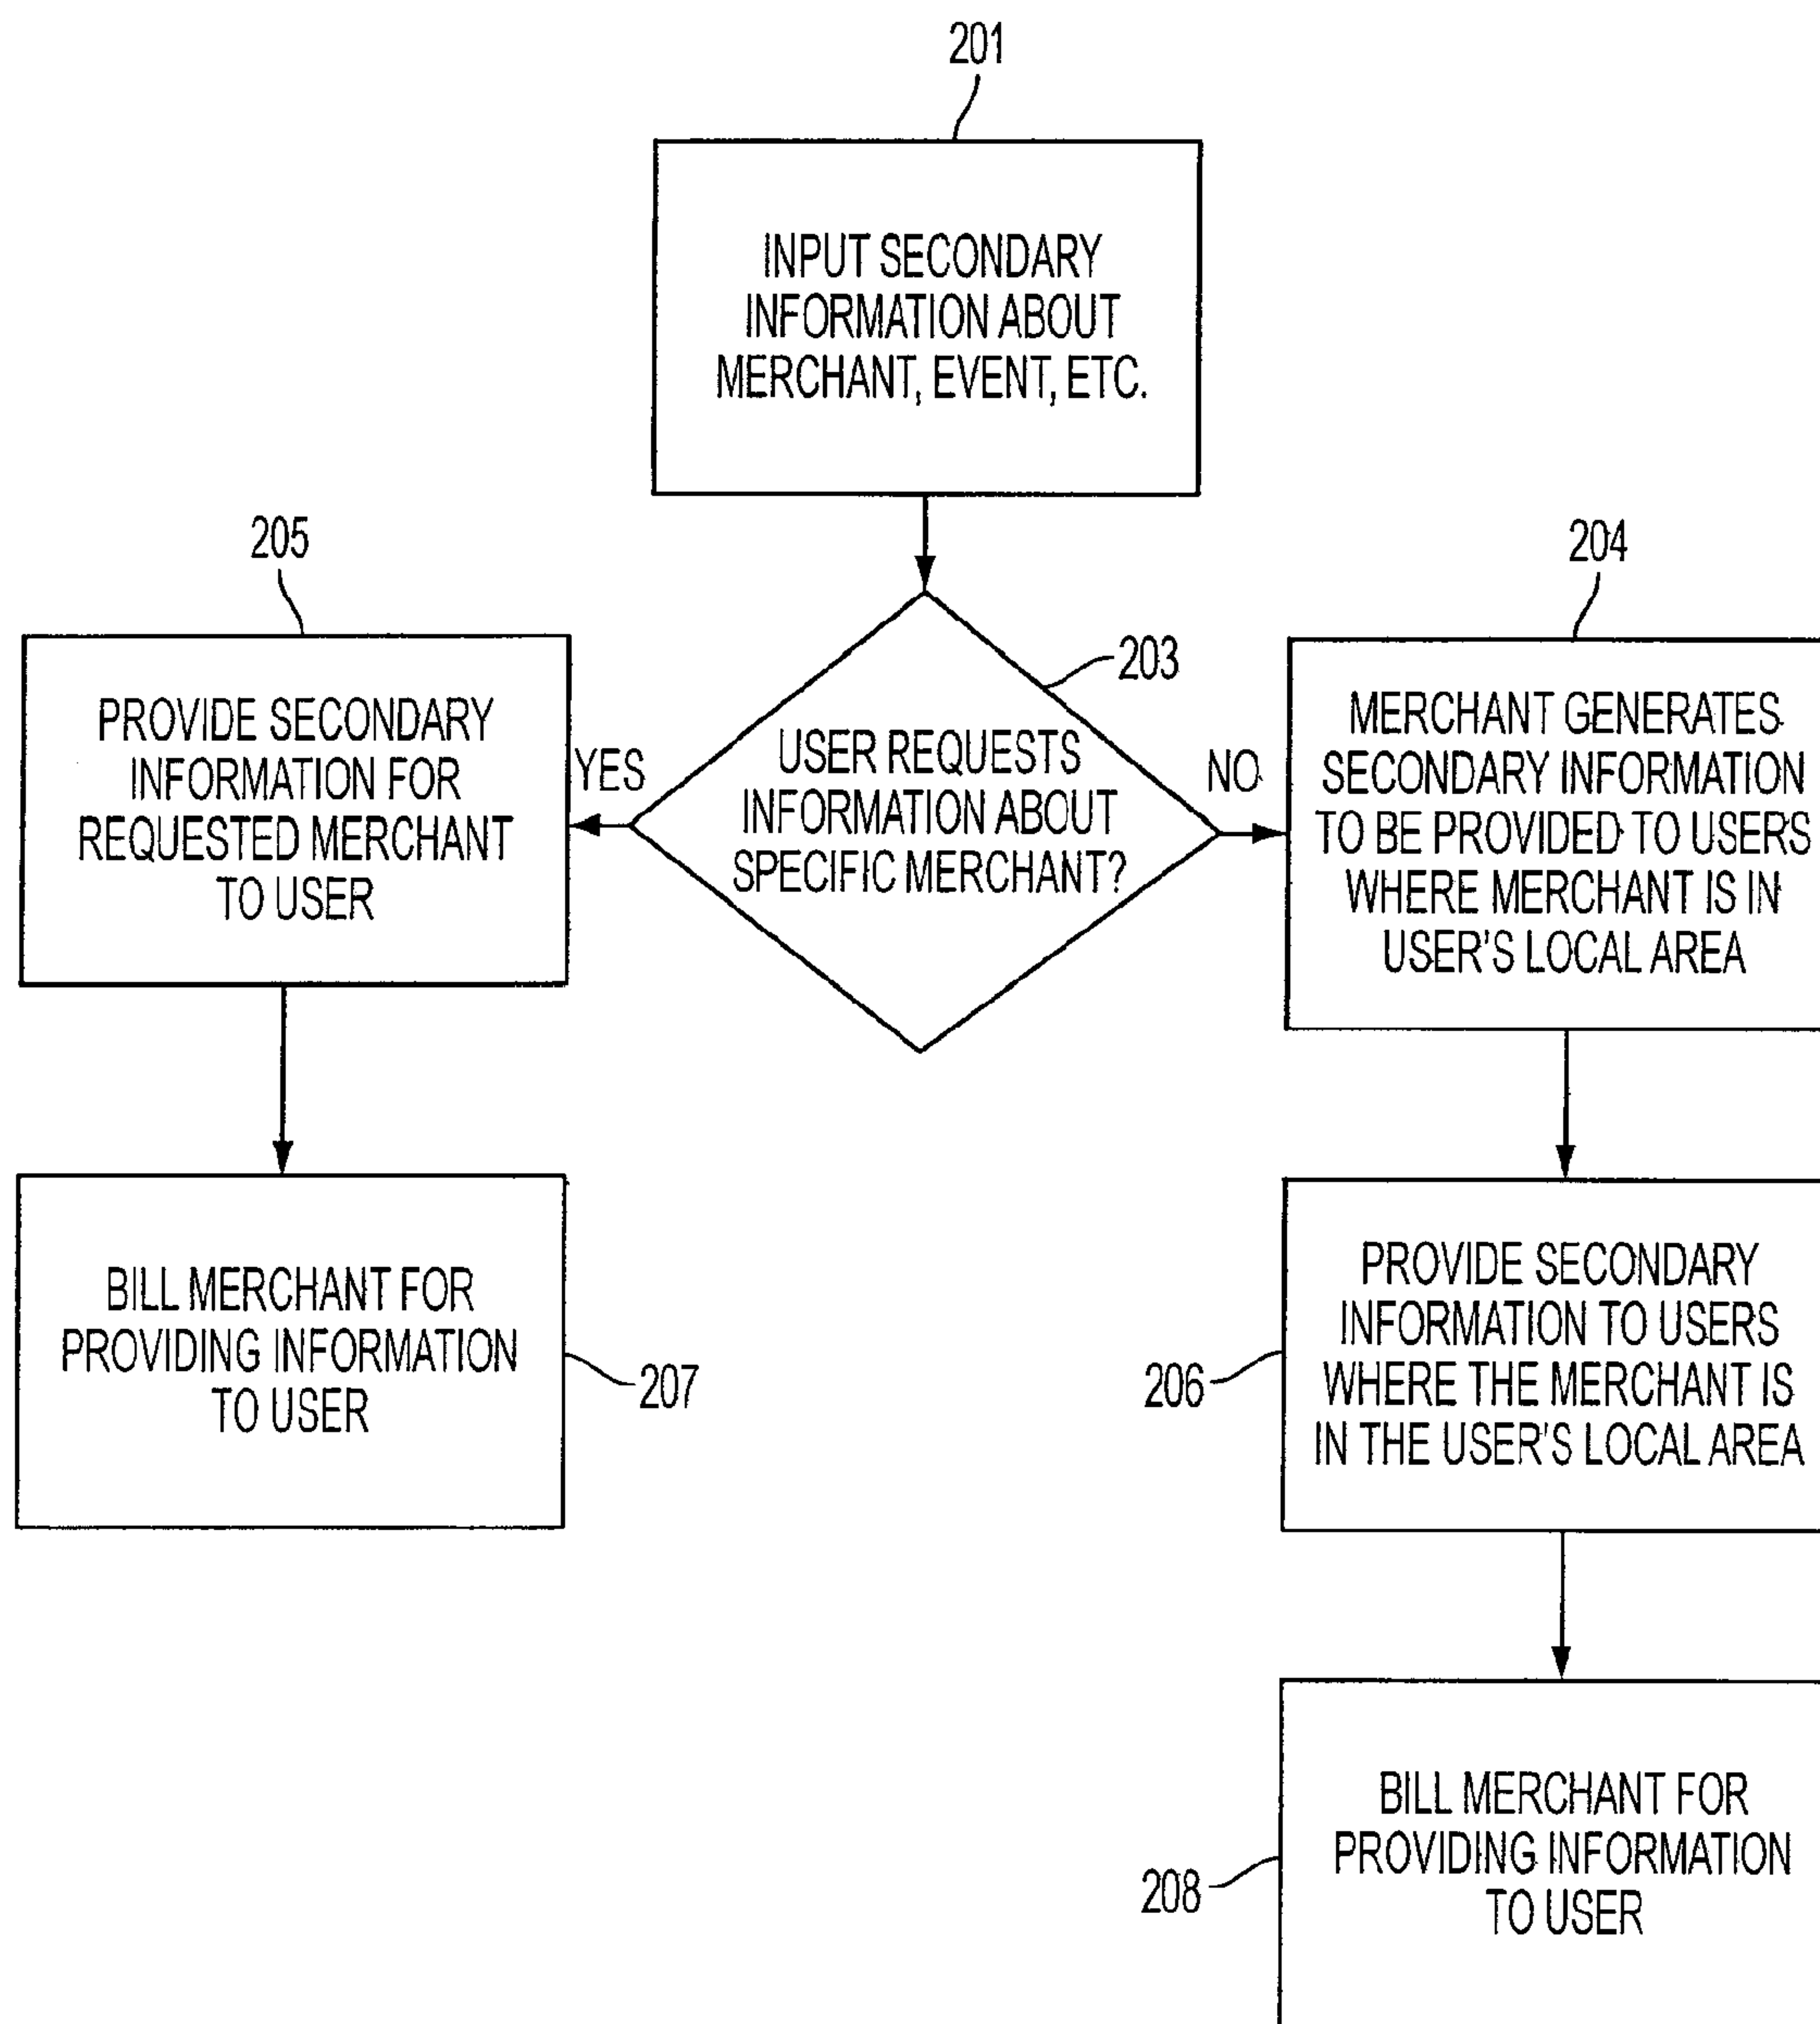 201
INPUT SECONDARY
INFORMATION ABOUT
MERCHANT, EVENT, ETC.
203
USER REQUESTS
INFORMATION ABOUT
SPECIFIC MERCHANT?
YES
NO
205
PROVIDE SECONDARY
INFORMATION FOR
REQUESTED MERCHANT
TO USER
BILL MERCHANT FOR
PROVIDING INFORMATION
TO USER
207
204
MERCHANT GENERATES
SECONDARY INFORMATION
TO BE PROVIDED TO USERS
WHERE MERCHANT IS IN
USER'S LOCAL AREA
PROVIDE SECONDARY
INFORMATION TO USERS
WHERE THE MERCHANT IS
IN THE USER'S LOCAL AREA
206
BILL MERCHANT FOR
PROVIDING INFORMATION
TO USER
208